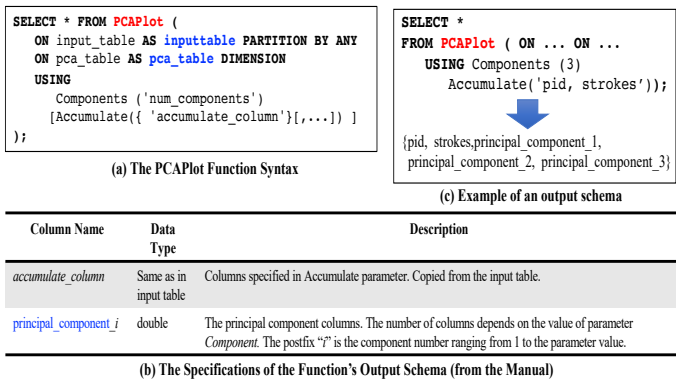 SELECT * FROM PCAPlot (
ON input_table AS inputtable PARTITION BY ANY
ON pca_table AS pca_table DIMENSION
USING
Components ('num_components')
[Accumulate({ 'accumulate_column'}[,...]) ]
);
(a) The PCAPlot Function Syntax
SELECT *
FROM PCAPlot ( ON ... ON ...
USING Components (3)
Accumulate('pid, strokes'));
{pid, strokes,principal_component_1,
principal_component_2, principal_component_3}
(c) Example of an output schema
Column Name Data Type Description
accumulate_column Same as in input table Columns specified in Accumulate parameter. Copied from the input table.
principal_component_i double The principal component columns. The number of columns depends on the value of parameter
Component. The postfix “i” is the component number ranging from 1 to the parameter value.
(b) The Specifications of the Function's Output Schema (from the Manual)